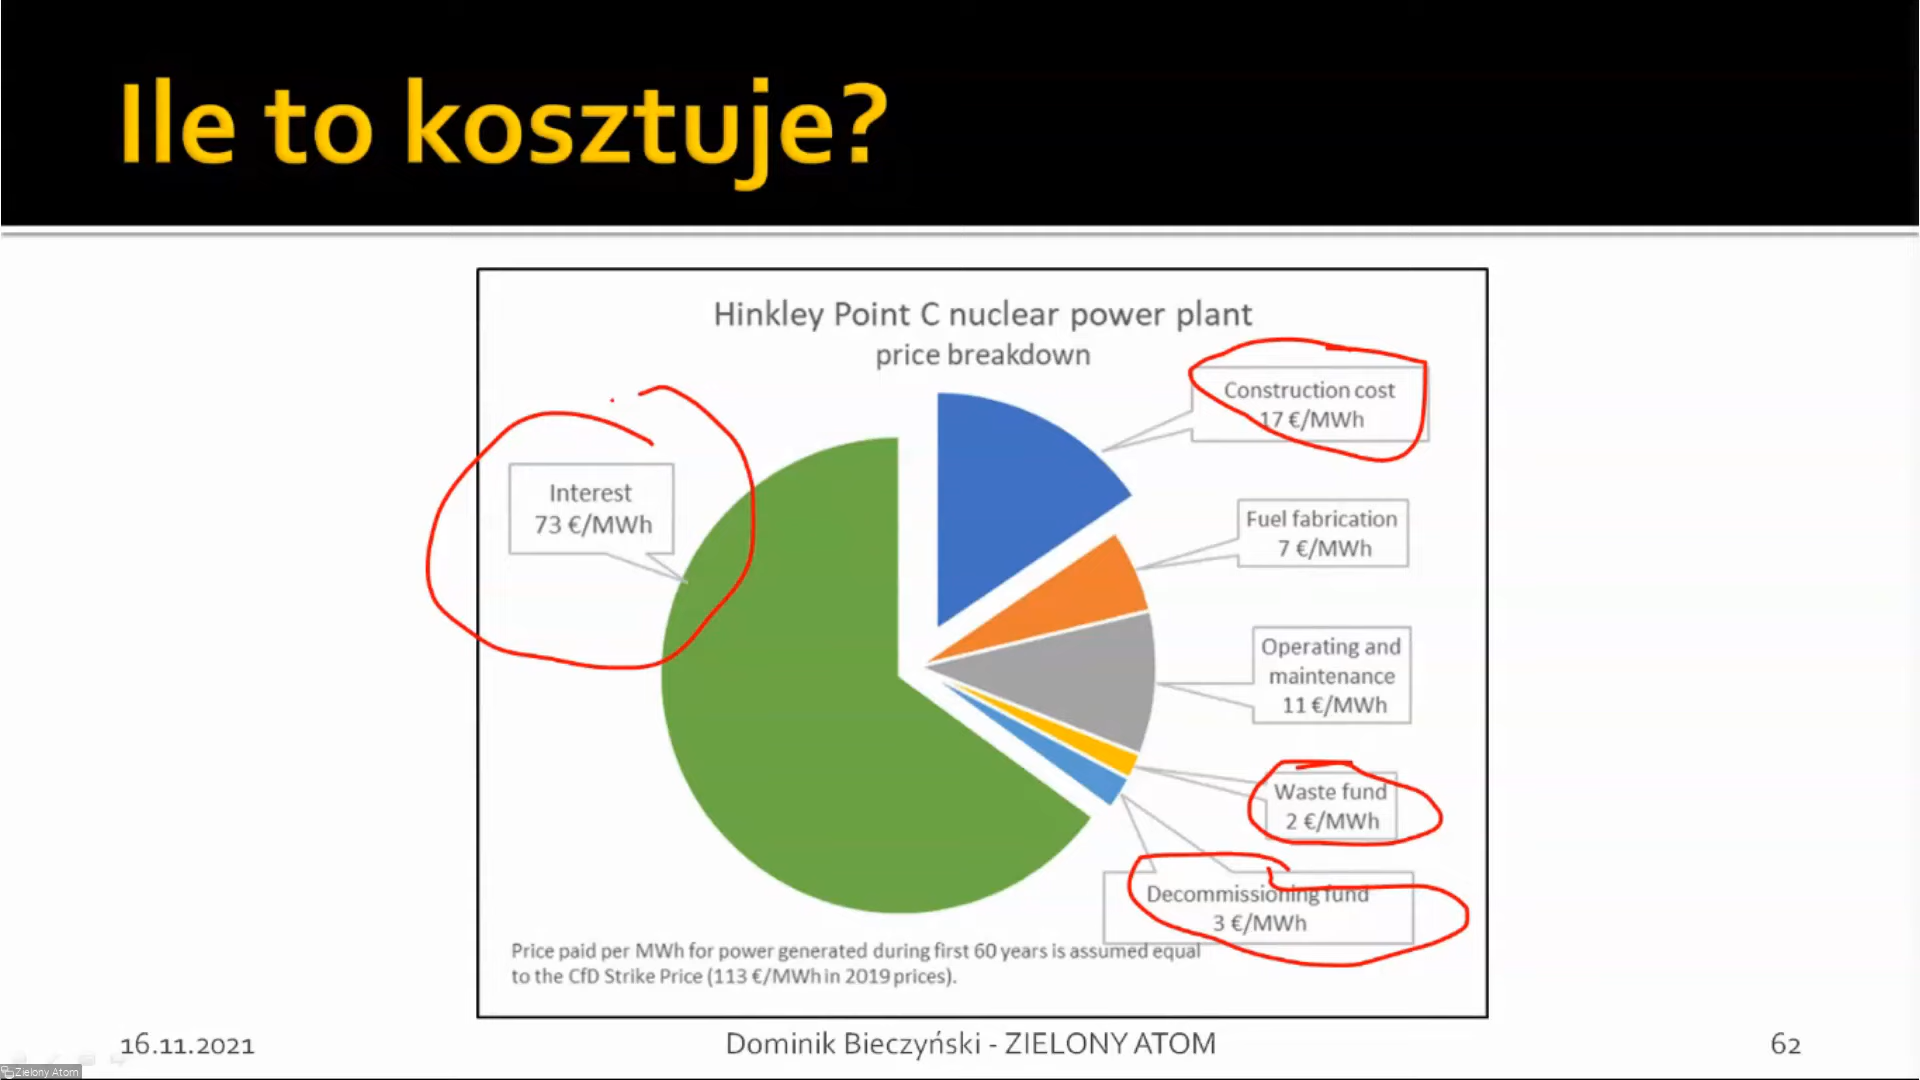 Ile to kosztuje?
Hinkley Point C nuclear power plant
price breakdown
Construction cost
17 €/MWh
Interest
73 €/MWh
Fuel fabrication
7 €/MWh
Operating and
maintenance
11 €/MWh
Waste fund
2 €/MWh
Decommissioning fund
3 €/MWh
Price paid per MWh for power generated during first 60 years is assumed equal
to the CfD Strike Price (113 €/MWh in 2019 prices).
16.11.2021
Dominik Bieczyński - ZIELONY ATOM
62
Zielony Atom